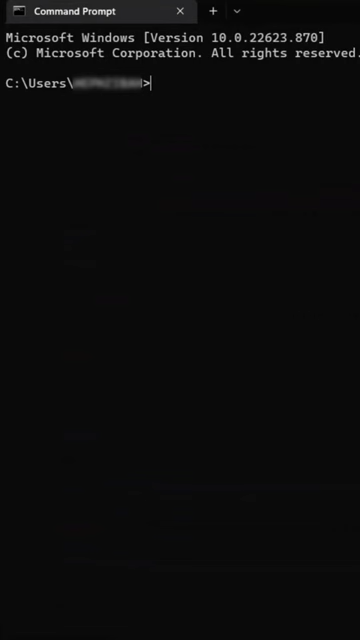 Command Prompt
Microsoft Windows [Version 10.0.22623.870]
(c) Microsoft Corporation. All rights reserved.
C:\Users\>